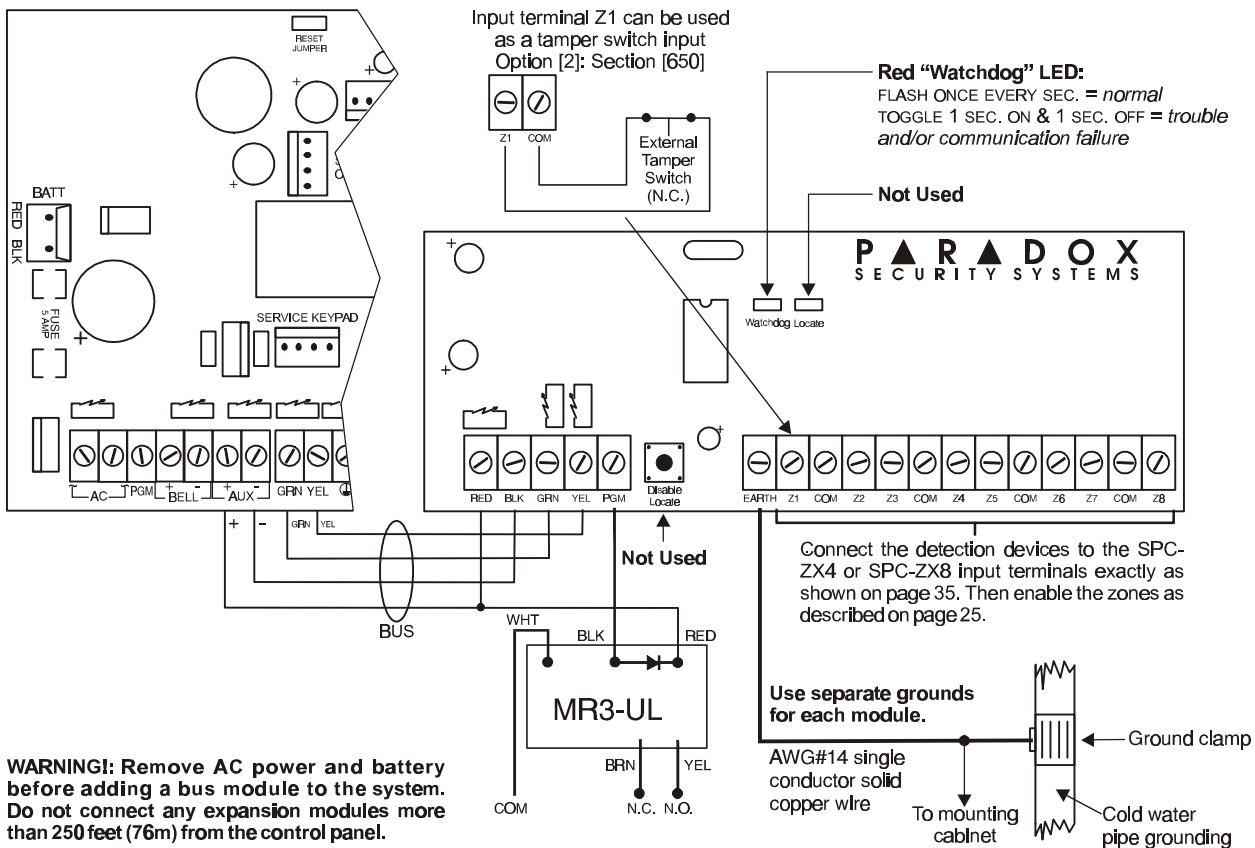 Input terminal Z1 can be used
as a tamper switch input
Option [2]: Section [650]
RESET
JUMPER
Z1 COM
External
Tamper
Switch
(N.C.)
Red “Watchdog” LED:
FLASH ONCE EVERY SEC. = normal
TOGGLE 1 SEC. ON & 1 SEC. OFF = trouble
and/or communication failure
Not Used
BATT
RED BLK
FUSE
5 AMP
+
SERVICE KEYPAD
PARADOX
SECURITY SYSTEMS
Watchdog Locate
~ AC ~ PGM + BELL - + AUX - GRN YEL
+ - GRN YEL
RED BLK GRN YEL PGM
Disable
Locate
Not Used
EARTH Z1 COM Z2 Z3 COM Z4 Z5 COM Z6 Z7 COM Z8
Connect the detection devices to the SPC-
ZX4 or SPC-ZX8 input terminals exactly as
shown on page 35. Then enable the zones as
described on page 25.
BUS
WHT BLK RED
MR3-UL
BRN YEL
COM N.C. N.O.
Use separate grounds
for each module.
AWG#14 single
conductor solid
copper wire
Ground clamp
To mounting
cabinet
Cold water
pipe grounding
WARNING!: Remove AC power and battery
before adding a bus module to the system.
Do not connect any expansion modules more
than 250 feet (76m) from the control panel.